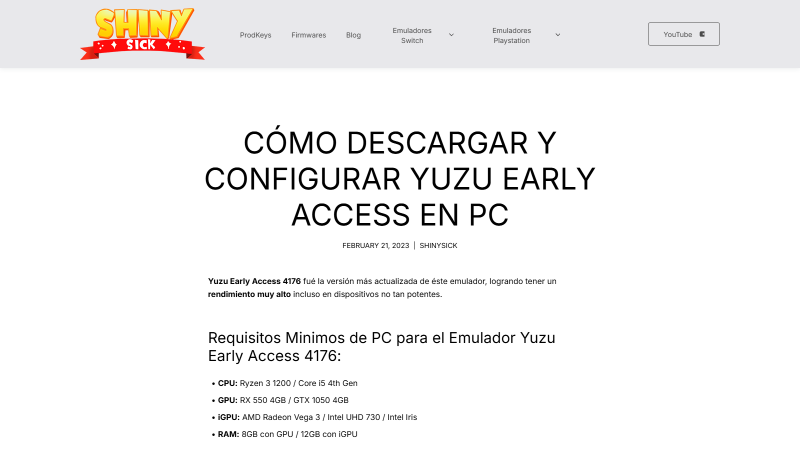 SHINY
SICK
ProdKeys
Firmwares
Blog
Emuladores
Switch
Emuladores
Playstation
YouTube
CÓMO DESCARGAR Y
CONFIGURAR YUZU EARLY
ACCESS EN PC
FEBRUARY 21, 2023 | SHINYSICK
Yuzu Early Access 4176 fué la versión más actualizada de éste emulador, logrando tener un
rendimiento muy alto incluso en dispositivos no tan potentes.
Requisitos Minimos de PC para el Emulador Yuzu
Early Access 4176:
• CPU: Ryzen 3 1200 / Core i5 4th Gen
• GPU: RX 550 4GB / GTX 1050 4GB
• iGPU: AMD Radeon Vega 3 / Intel UHD 730 / Intel Iris
• RAM: 8GB con GPU / 12GB con iGPU